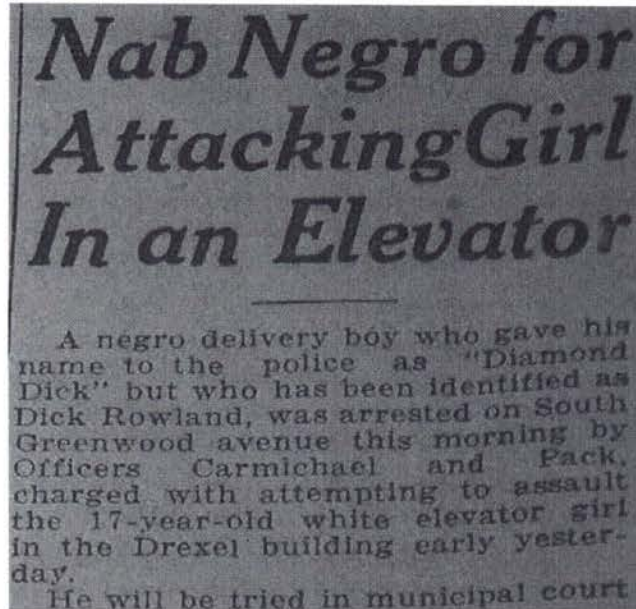 Nab Negro for
Attacking Girl
In an Elevator
A negro delivery boy who gave his
name to the police as "Diamond
Dick" but who has been identified as
Dick Rowland, was arrested on South
Greenwood avenue this morning by
Officers Carmichael and Pack,
charged with attempting to assault
the 17-year-old white elevator girl
in the Drexel building early yester-
day.
He will be tried in municipal court